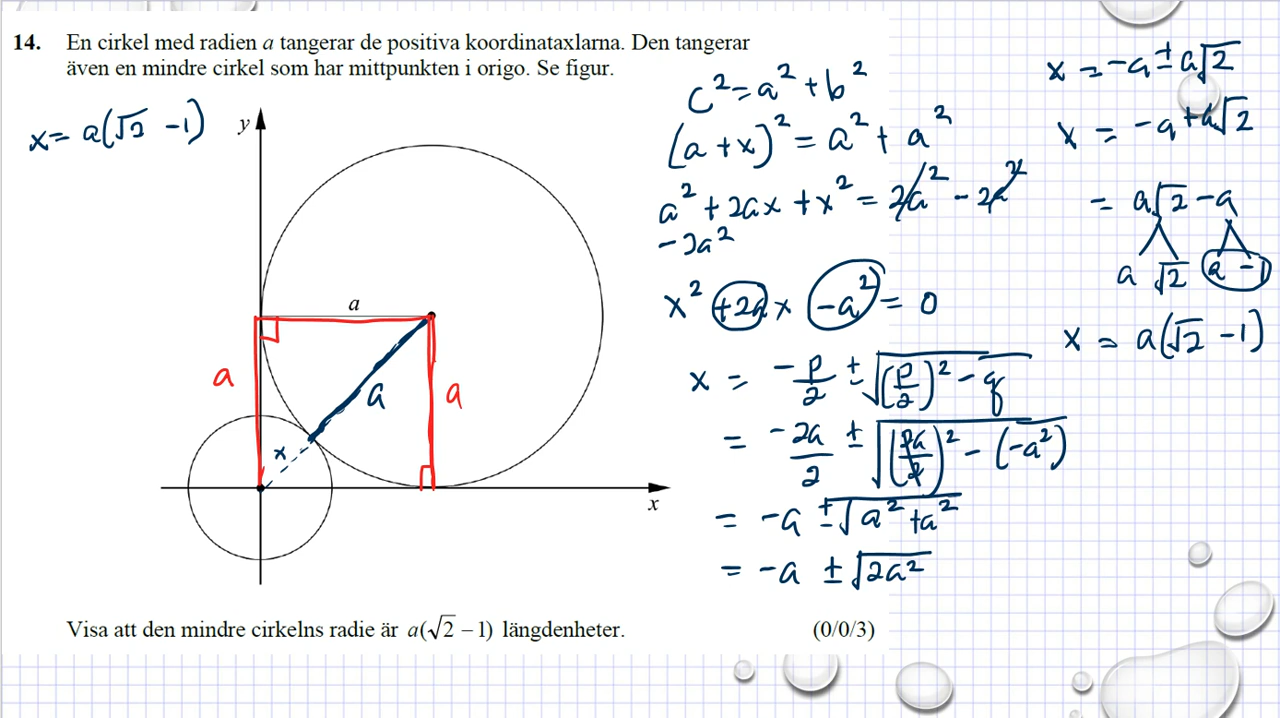 14. En cirkel med radien a tangerar de positiva koordinataxlarna. Den tangerar
även en mindre cirkel som har mittpunkten i origo. Se figur.
x = a(√2 -1)
y
a
a
a
a
x
x
Visa att den mindre cirkelns radie är a(√2 – 1) längdenheter.
(0/0/3)
c² = a² + b²
(a + x)² = a² + a²
a² + 2ax + x² = 2a² - 2a²
-2a²
x² +2ax -a² = 0
x = -p/2 ± √((p/2)² - q)
= -2a/2 ± √((2a/2)² - (-a²))
= -a ± √(a² + a²)
= -a ± √(2a²)
x = -a ± a√2
x = -a + a√2
= a√2 - a
a √2 a -1
x = a(√2 -1)